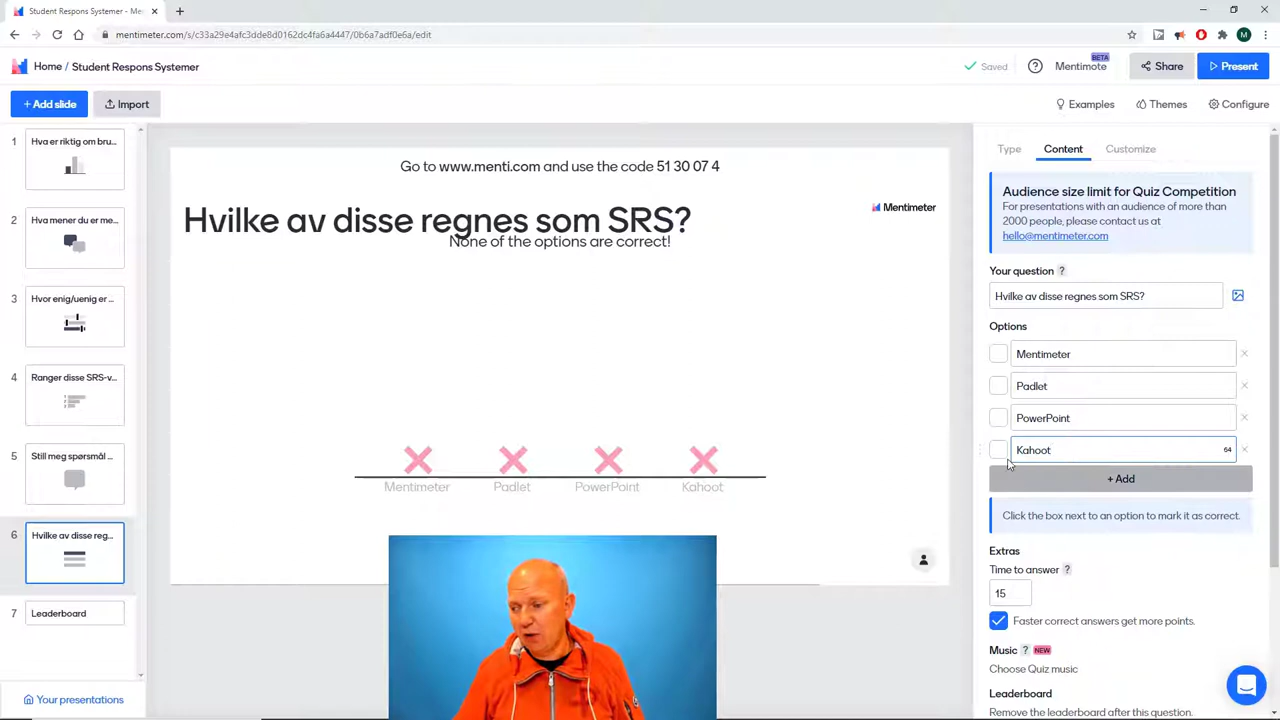 Student Respons Systemer - Me
mentimeter.com/s/c33a29e4afc3dde8d0162dc4fa6a4447/0b6a7adf0e6a/edit
M
Home / Student Respons Systemer
Saved
?
Mentimote
BETA
Share
Present
+ Add slide
Import
Examples
Themes
Configure
1
Hva er riktig om bru...
2
Hva mener du er me...
3
Hvor enig/uenig er ...
4
Ranger disse SRS-v...
5
Still meg spørsmål ...
6
Hvilke av disse reg...
7
Leaderboard
Your presentations
Go to www.menti.com and use the code 51 30 07 4
Hvilke av disse regnes som SRS?
Mentimeter
None of the options are correct!
Mentimeter
Padlet
PowerPoint
Kahoot
Type
Content
Customize
Audience size limit for Quiz Competition
For presentations with an audience of more than
2000 people, please contact us at
hello@mentimeter.com
Your question ?
Hvilke av disse regnes som SRS?
Options
Mentimeter
Padlet
PowerPoint
Kahoot
64
+ Add
Click the box next to an option to mark it as correct.
Extras
Time to answer ?
15
Faster correct answers get more points.
Music ? NEW
Choose Quiz music
Leaderboard
Remove the leaderboard after this question.